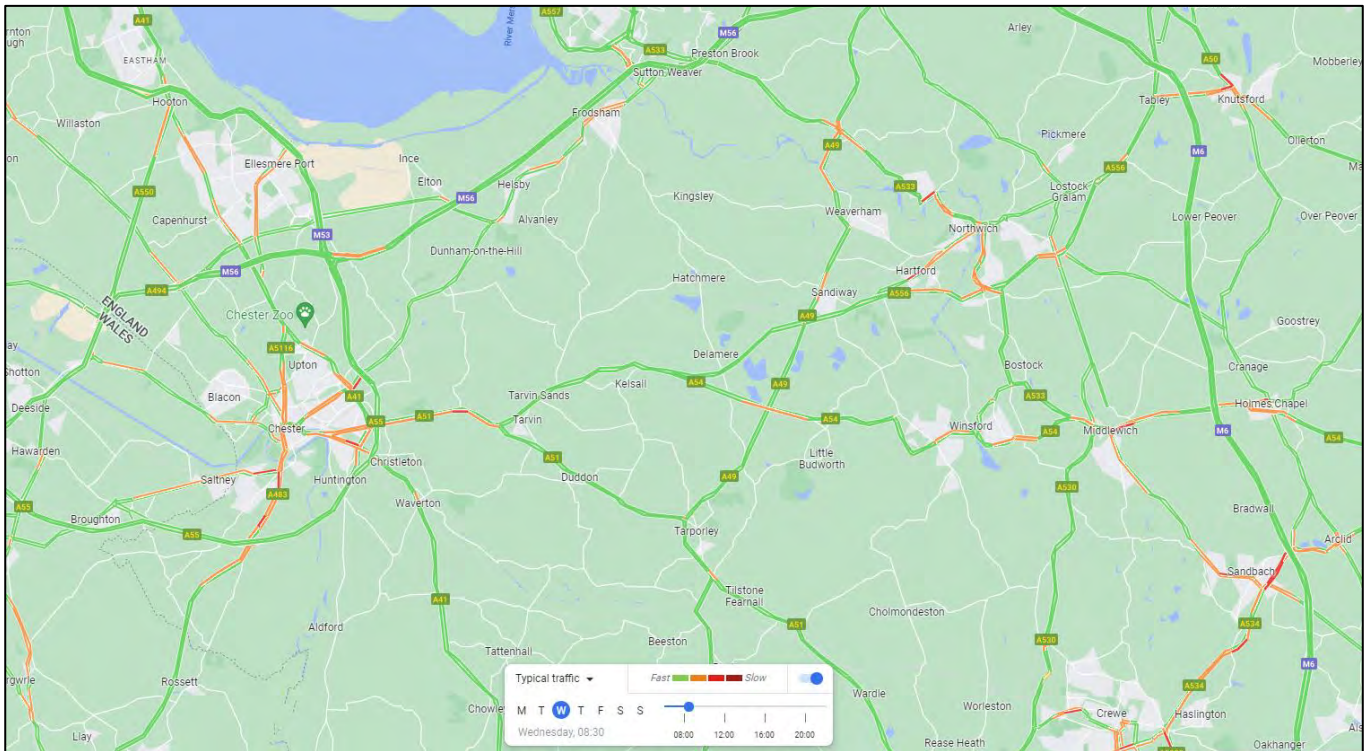 A41
A557
River Mer
M56
Arley
rnton
ough
EASTHAM
A533
Preston Brook
Sutton Weaver
A50
Mobberley
Hooton
Tabley
Knutsford
Willaston
Frodsham
Pickmere
Ollerton
A49
M6
Ellesmere Port
Ince
A556
A550
Elton
Helsby
M56
Kingsley
A533
Lostock
Gralam
Capenhurst
Alvanley
Weaverham
Lower Peover
Over Peover
M53
Northwich
Dunham-on-the-Hill
M56
Hatchmere
Hartford
A494
Sandiway
A556
ENGLAND
WALES
Chester Zoo
A49
Goostrey
A5116
Delamere
Upton
Bostock
Cranage
Shotton
Kelsall
A54
A49
Blacon
A41
Tarvin Sands
A533
Holmes Chapel
Deeside
A51
A55
Tarvin
A54
Chester
Winsford
A54
Middlewich
M6
A54
Hawarden
Christleton
A51
Little
Budworth
Saltney
Huntington
Duddon
A49
A483
Waverton
A530
A55
Broughton
A55
Tarporley
Bradwall
Arclid
Sandbach
Tilstone
Fearnall
Aldford
A41
Cholmondeston
A51
A530
A534
Beeston
Tattenhall
M6
Rossett
Wardle
A534
Worleston
Crewe
Haslington
Llay
Rease Heath
Oakhanger
Typical traffic
Fast
Slow
M T W T F S S
Wednesday, 08:30
08:00 12:00 16:00 20:00